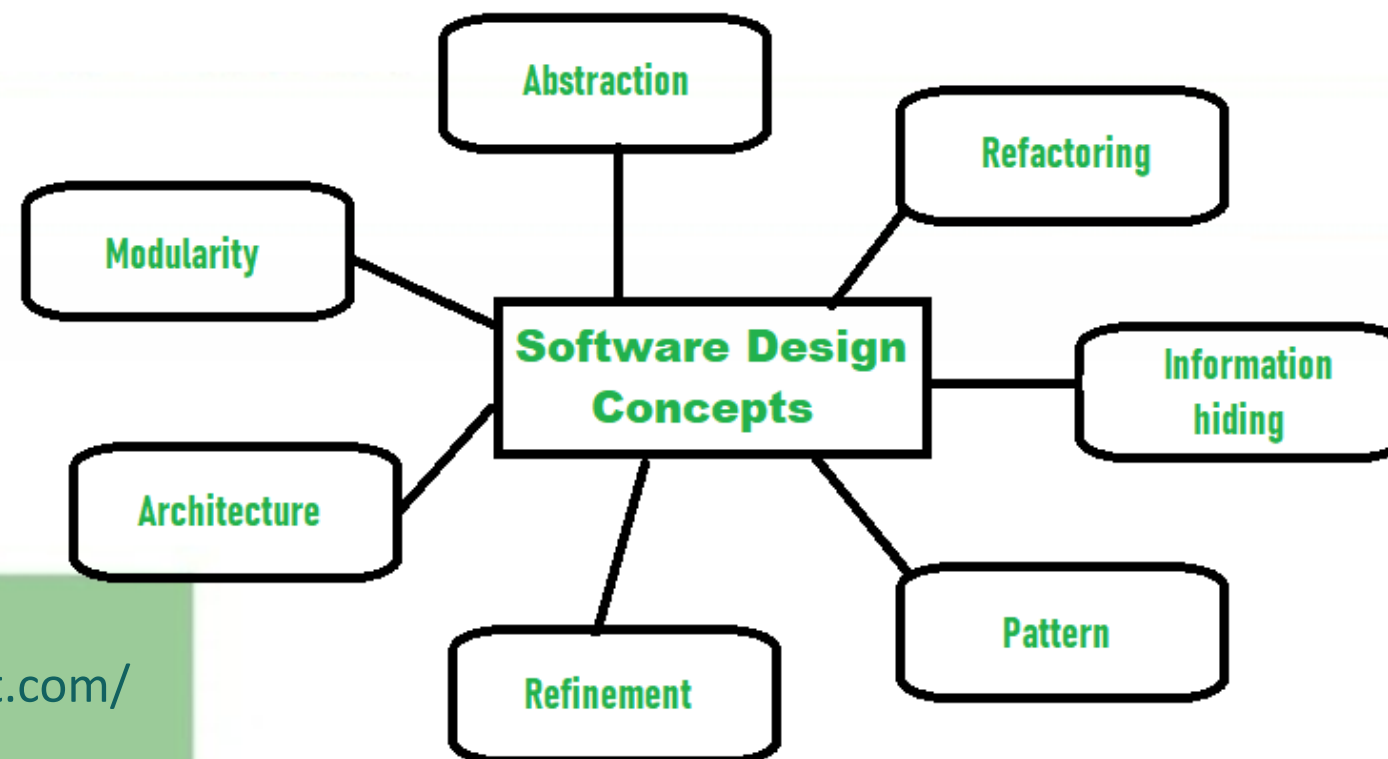 Abstraction
Refactoring
Modularity
Software Design
Concepts
Information
hiding
Architecture
Pattern
Refinement
.com/